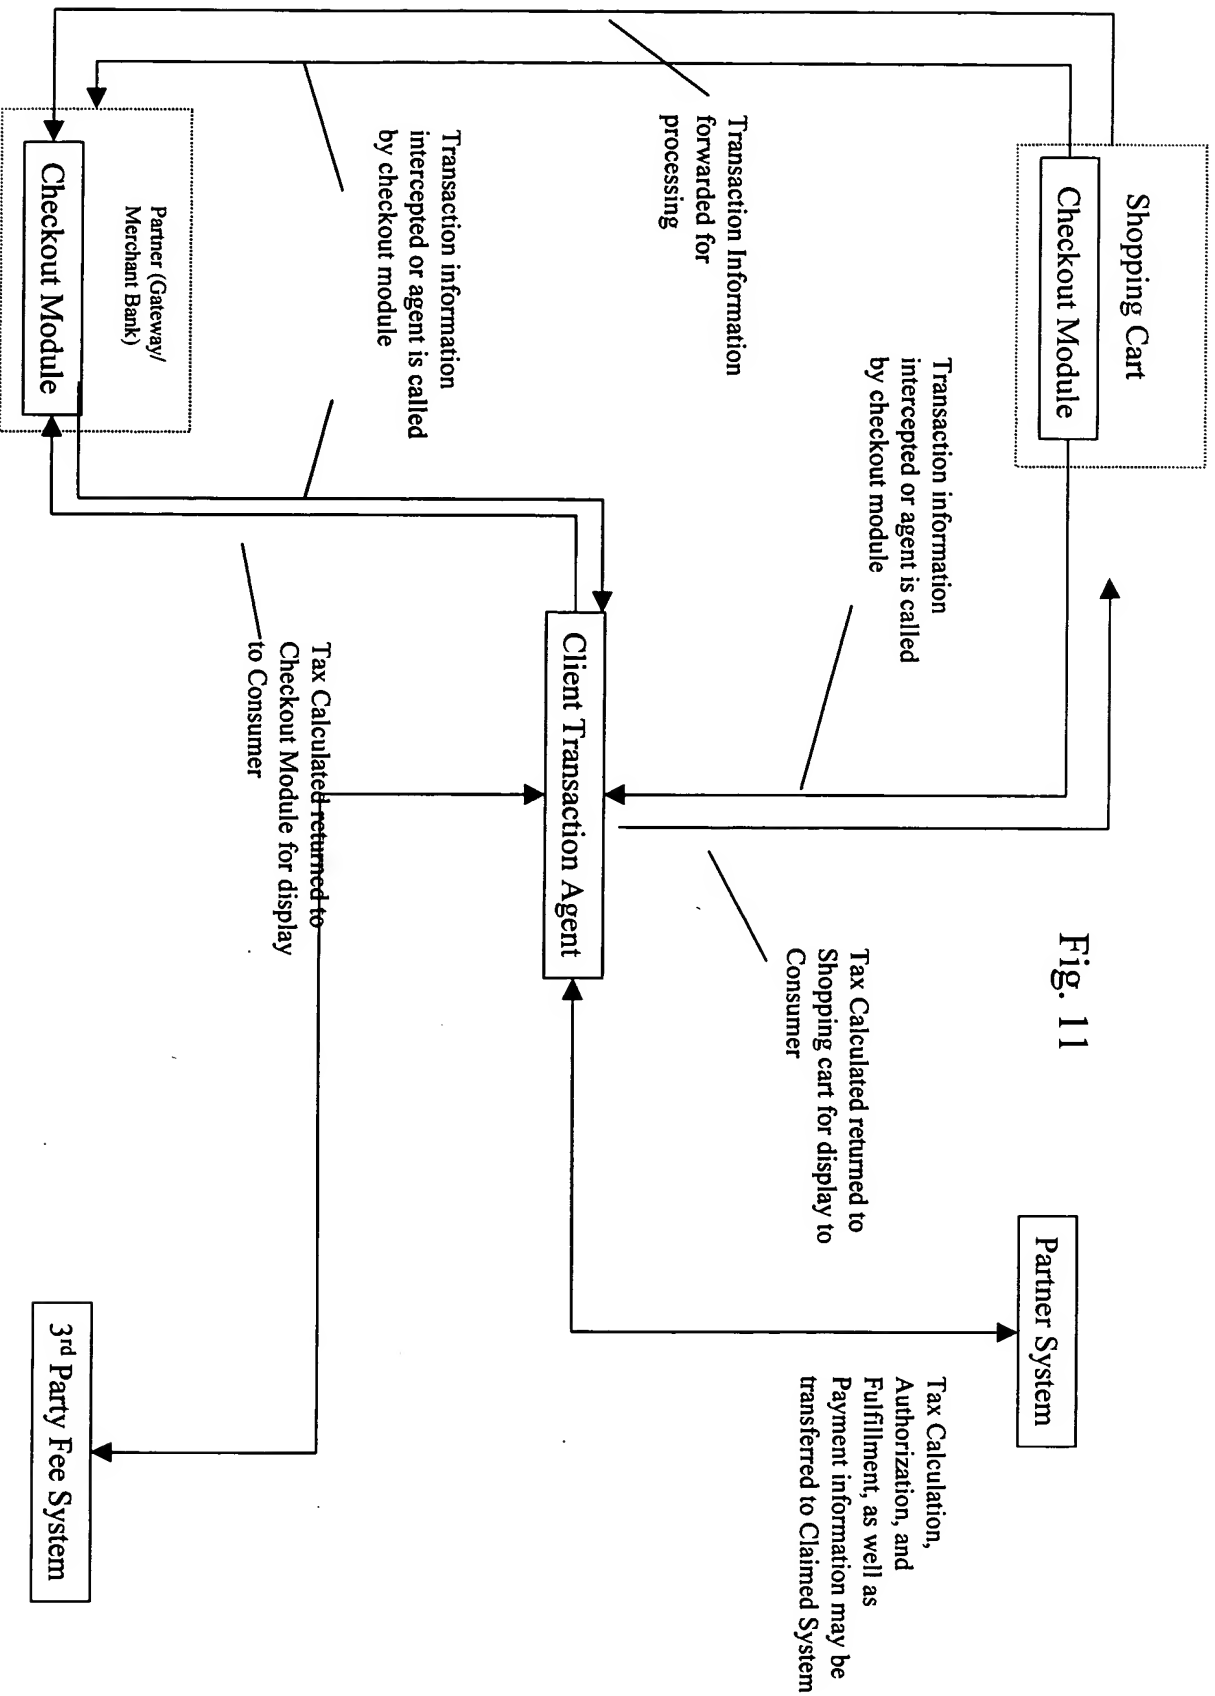 Fig. 11
Shopping Cart
Checkout Module
Partner System
Transaction information
intercepted or agent is called
by checkout module
Tax Calculation,
Authorization, and
Fulfillment, as well as
Payment information may be
transferred to Claimed System
Tax Calculated returned to
Shopping cart for display to
Consumer
Transaction Information
forwarded for
processing
Client Transaction Agent
Transaction information
intercepted or agent is called
by checkout module
Tax Calculated returned to
Checkout Module for display
to Consumer
Partner (Gateway/
Merchant Bank)
Checkout Module
3rd Party Fee System